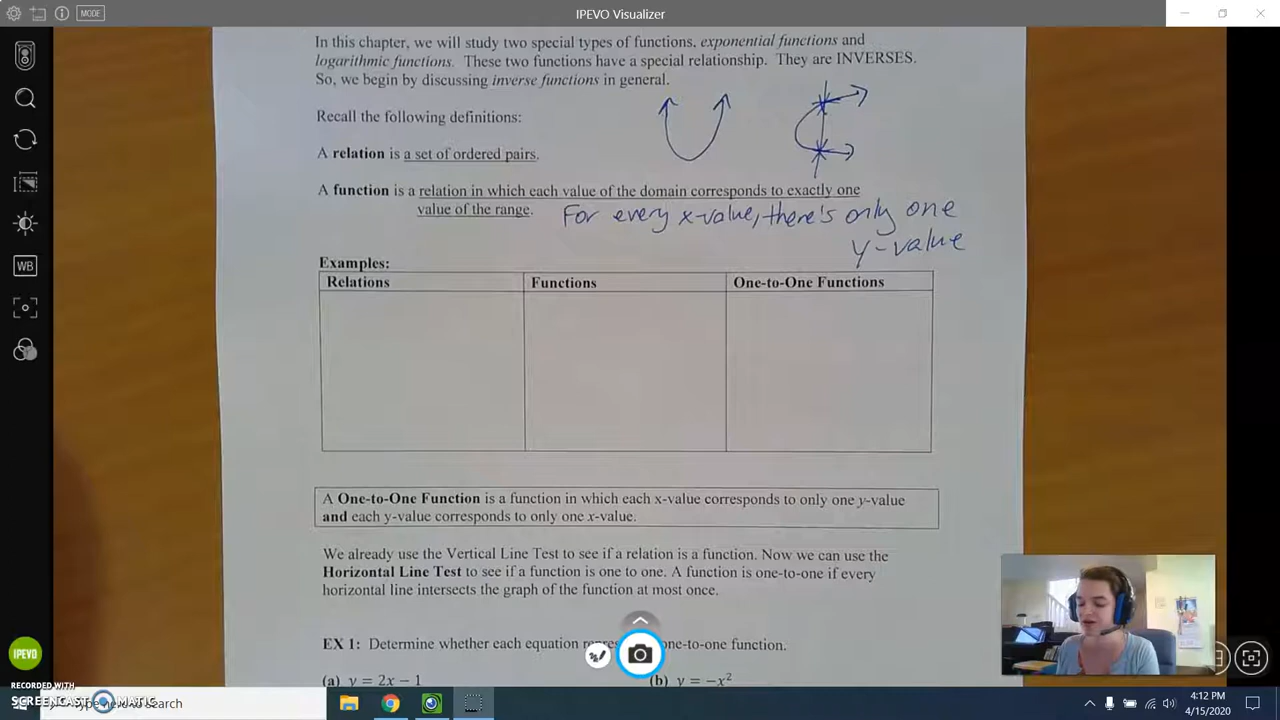 MODE
IPEVO Visualizer
In this chapter, we will study two special types of functions, exponential functions and
logarithmic functions. These two functions have a special relationship. They are INVERSES.
So, we begin by discussing inverse functions in general.
Recall the following definitions:
A relation is a set of ordered pairs.
A function is a relation in which each value of the domain corresponds to exactly one
value of the range.
For every x-value, there's only one
y-value
Examples:
Relations
Functions
One-to-One Functions
A One-to-One Function is a function in which each x-value corresponds to only one y-value
and each y-value corresponds to only one x-value.
We already use the Vertical Line Test to see if a relation is a function. Now we can use the
Horizontal Line Test to see if a function is one to one. A function is one-to-one if every
horizontal line intersects the graph of the function at most once.
EX 1: Determine whether each equation one-to-one function.
(a) y = 2x − 1
(b) y = −x²
WB
IPEVO
RECORDED WITH
SCREENCAST MATIC
search
4:12 PM
4/15/2020